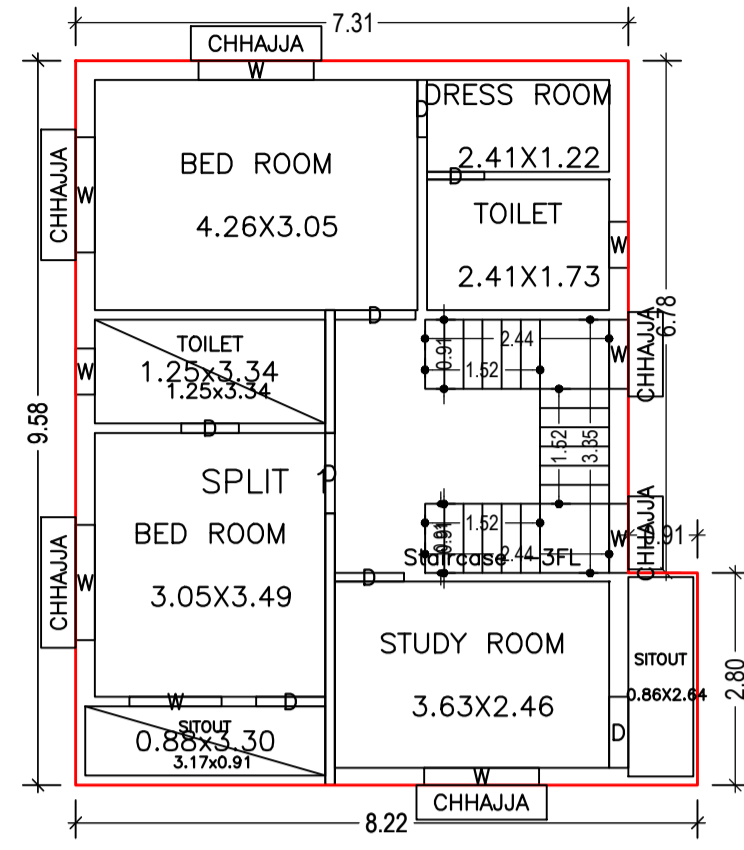 7.31
CHHAJJA
W
DRESS ROOM
D
2.41X1.22
D
BED ROOM
4.26X3.05
CHHAJJA
W
TOILET
2.41X1.73
W
6.78
D
TOILET
1.25x3.34
1.25x3.34
W
0.91
2.44
1.52
W
CHHAJJA
9.58
D
1.52
3.35
SPLIT 1
D
BED ROOM
3.05X3.49
CHHAJJA
W
0.91
0.91
1.52
2.44
W
CHHAJJA
0.91
Staircase -3FL
D
STUDY ROOM
3.63X2.46
SITOUT
0.86X2.64
2.80
W
D
SITOUT
0.88x3.30
3.17x0.91
D
W
CHHAJJA
8.22